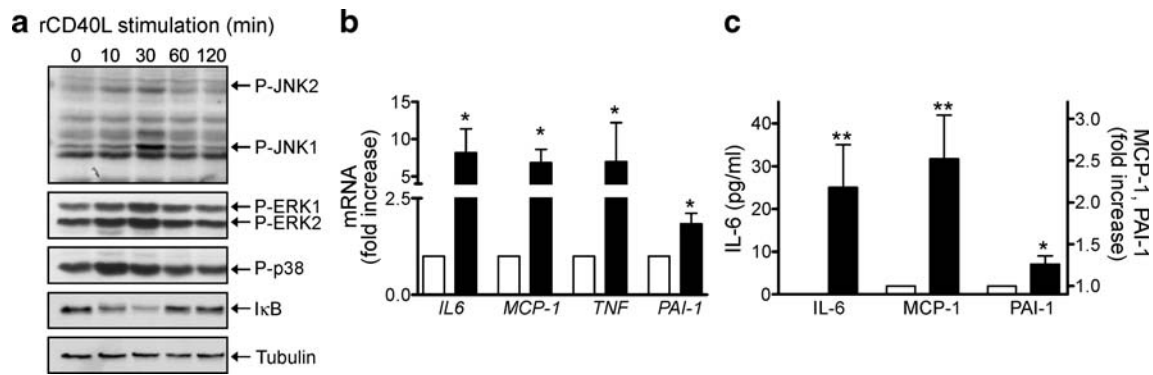 a rCD40L stimulation (min)
0 10 30 60 120
P-JNK2
P-JNK1
P-ERK1
P-ERK2
P-p38
IκB
Tubulin
b
mRNA
(fold increase)
15
10
5
2.5
0.0
* * * *
IL6 MCP-1 TNF PAI-1
c
IL-6 (pg/ml)
40
30
20
10
0
** ** *
IL-6 MCP-1 PAI-1
3.0
2.5
2.0
1.5
1.0
MCP-1, PAI-1
(fold increase)